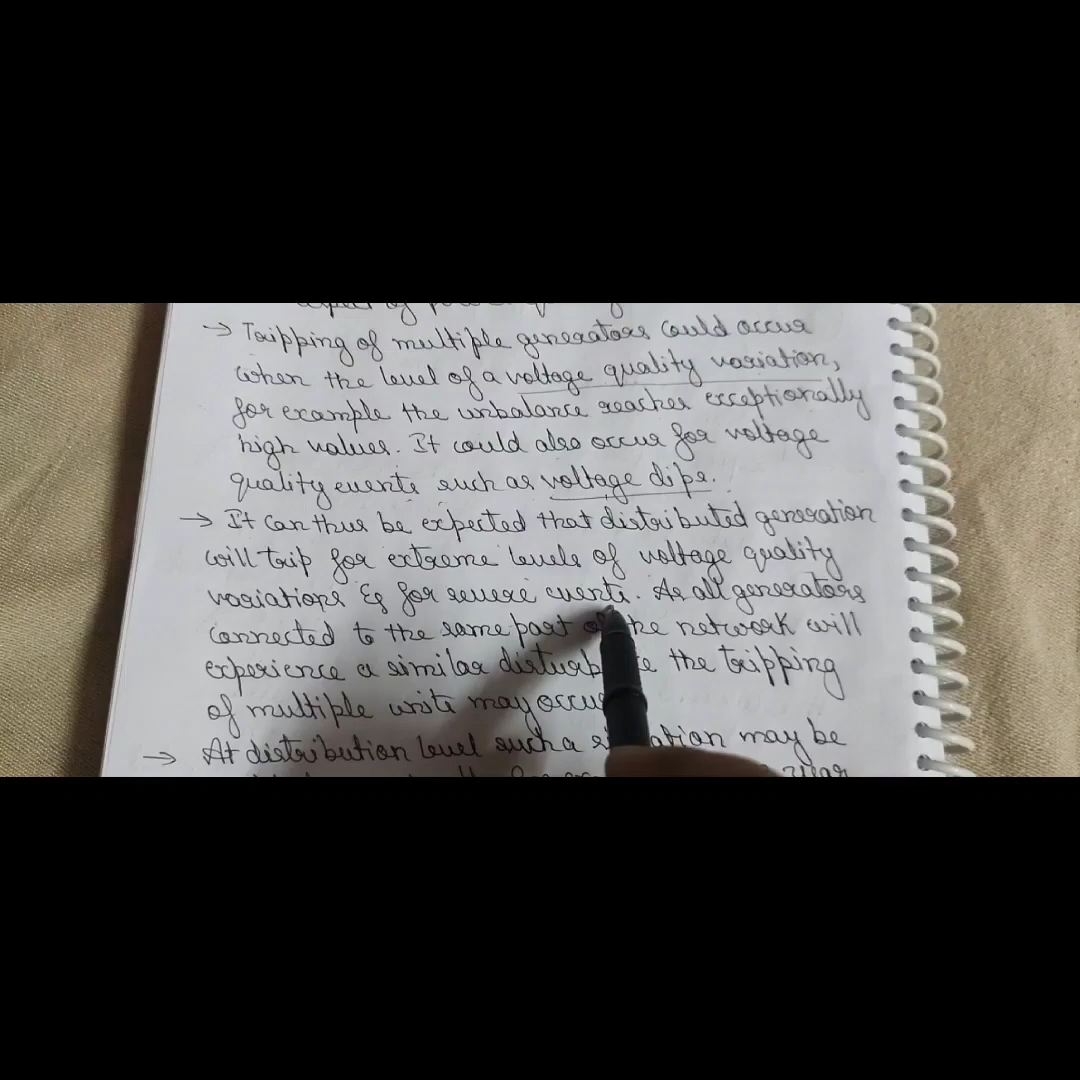 → Tripping of multiple generators could occur
when the level of a voltage quality variation,
for example the unbalance reaches exceptionally
high values. It could also occur for voltage
quality events such as voltage dips.
→ It can thus be expected that distributed generation
will trip for extreme levels of voltage quality
variations & for severe events. As all generators
connected to the same part the network will
experience a similar the tripping
of multiple units may occur
→ At distribution level such a may be
year